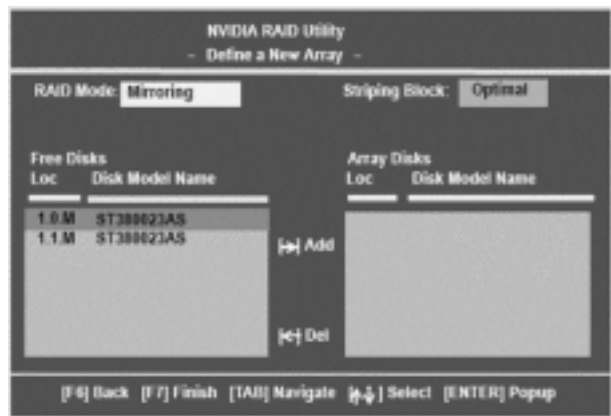 NVIDIA RAID Utility
- Define a New Array -
RAID Mode: Mirroring Striping Block: Optimal
Free Disks Array Disks
Loc Disk Model Name Loc Disk Model Name
1.0.M ST380023AS
1.1.M ST380023AS
[→] Add
[←] Del
[F6] Back [F7] Finish [TAB] Navigate [↑↓] Select [ENTER] Popup